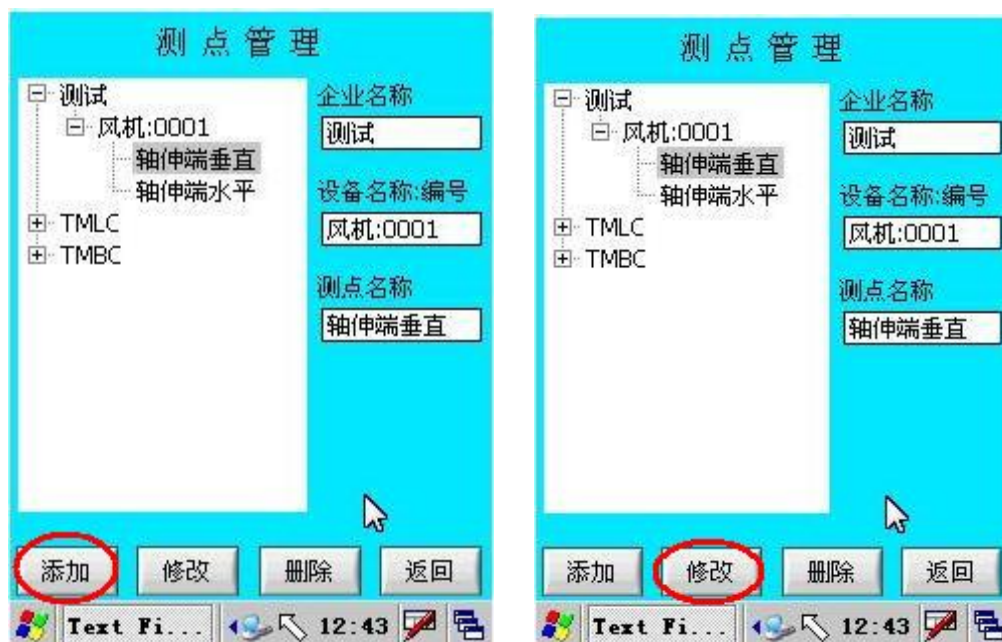 测点管理
测试
风机:0001
轴伸端垂直
轴伸端水平
TMLC
TMBC
企业名称
测试
设备名称:编号
风机:0001
测点名称
轴伸端垂直
添加 修改 删除 返回
Text Fi... 12:43
测点管理
测试
风机:0001
轴伸端垂直
轴伸端水平
TMLC
TMBC
企业名称
测试
设备名称:编号
风机:0001
测点名称
轴伸端垂直
添加 修改 删除 返回
Text Fi... 12:43